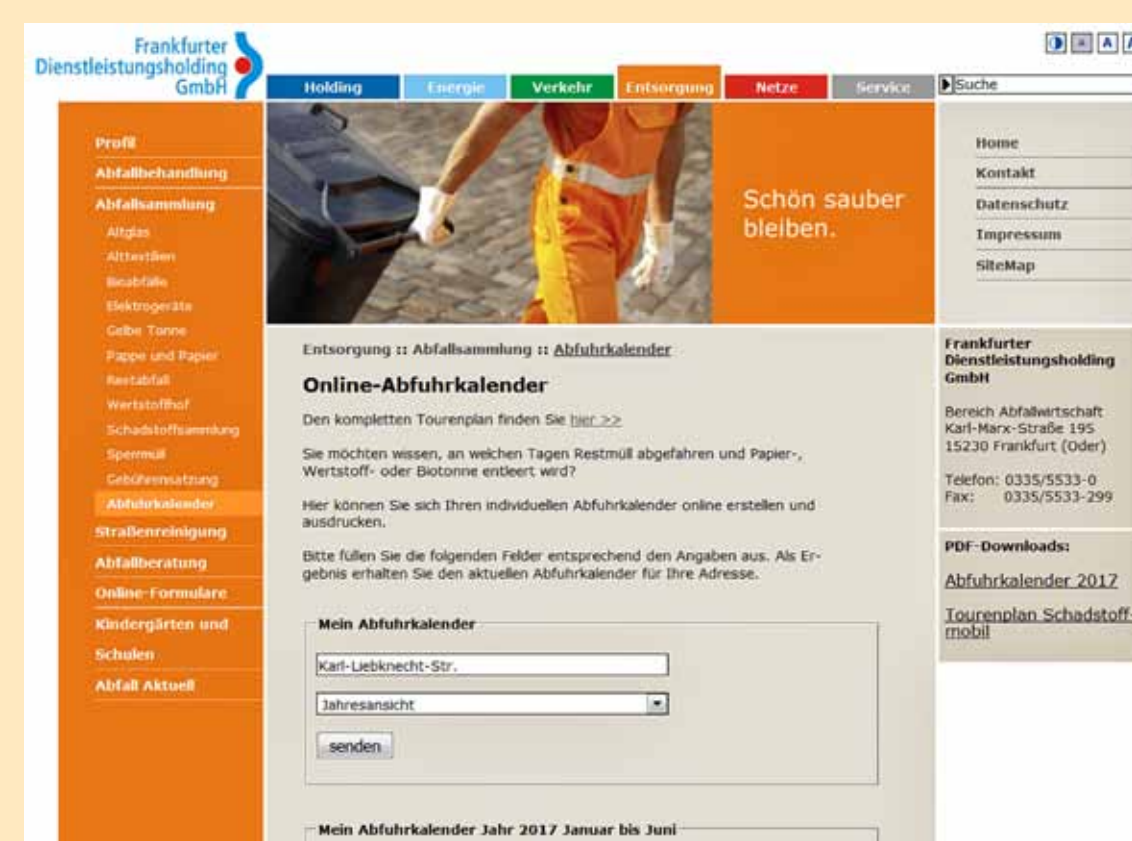 Frankfurter
Dienstleistungsholding
GmbH
Holding
Energie
Verkehr
Entsorgung
Netze
Service
Suche
A
Profil
Abfallbehandlung
Abfallsammlung
Altglas
Alttextilien
Bioabfälle
Elektrogeräte
Gelbe Tonne
Pappe und Papier
Restabfall
Wertstoffhof
Schadstoffsammlung
Sperrmüll
Gebührensatzung
Abfuhrkalender
Straßenreinigung
Abfallberatung
Online-Formulare
Kindergärten und
Schulen
Abfall Aktuell
Schön sauber
bleiben.
Entsorgung :: Abfallsammlung :: Abfuhrkalender
Online-Abfuhrkalender
Den kompletten Tourenplan finden Sie hier >>
Sie möchten wissen, an welchen Tagen Restmüll abgefahren und Papier-,
Wertstoff- oder Biotonne entleert wird?
Hier können Sie sich Ihren individuellen Abfuhrkalender online erstellen und
ausdrucken.
Bitte füllen Sie die folgenden Felder entsprechend den Angaben aus. Als Er-
gebnis erhalten Sie den aktuellen Abfuhrkalender für Ihre Adresse.
Mein Abfuhrkalender
Karl-Liebknecht-Str.
Jahresansicht
senden
Mein Abfuhrkalender Jahr 2017 Januar bis Juni
Home
Kontakt
Datenschutz
Impressum
SiteMap
Frankfurter
Dienstleistungsholding
GmbH
Bereich Abfallwirtschaft
Karl-Marx-Straße 195
15230 Frankfurt (Oder)
Telefon: 0335/5533-0
Fax: 0335/5533-299
PDF-Downloads:
Abfuhrkalender 2017
Tourenplan Schadstoff-
mobil